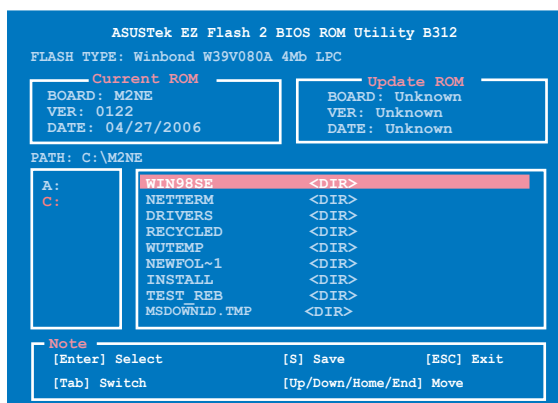 ASUSTek EZ Flash 2 BIOS ROM Utility B312
FLASH TYPE: Winbond W39V080A 4Mb LPC
Current ROM
BOARD: M2NE
VER: 0122
DATE: 04/27/2006
Update ROM
BOARD: Unknown
VER: Unknown
DATE: Unknown
PATH: C:\M2NE
A:
C:
WIN98SE <DIR>
NETTERM <DIR>
DRIVERS <DIR>
RECYCLED <DIR>
WUTEMP <DIR>
NEWFOL~1 <DIR>
INSTALL <DIR>
TEST_REB <DIR>
MSDOWNLD.TMP <DIR>
Note
[Enter] Select [S] Save [ESC] Exit
[Tab] Switch [Up/Down/Home/End] Move